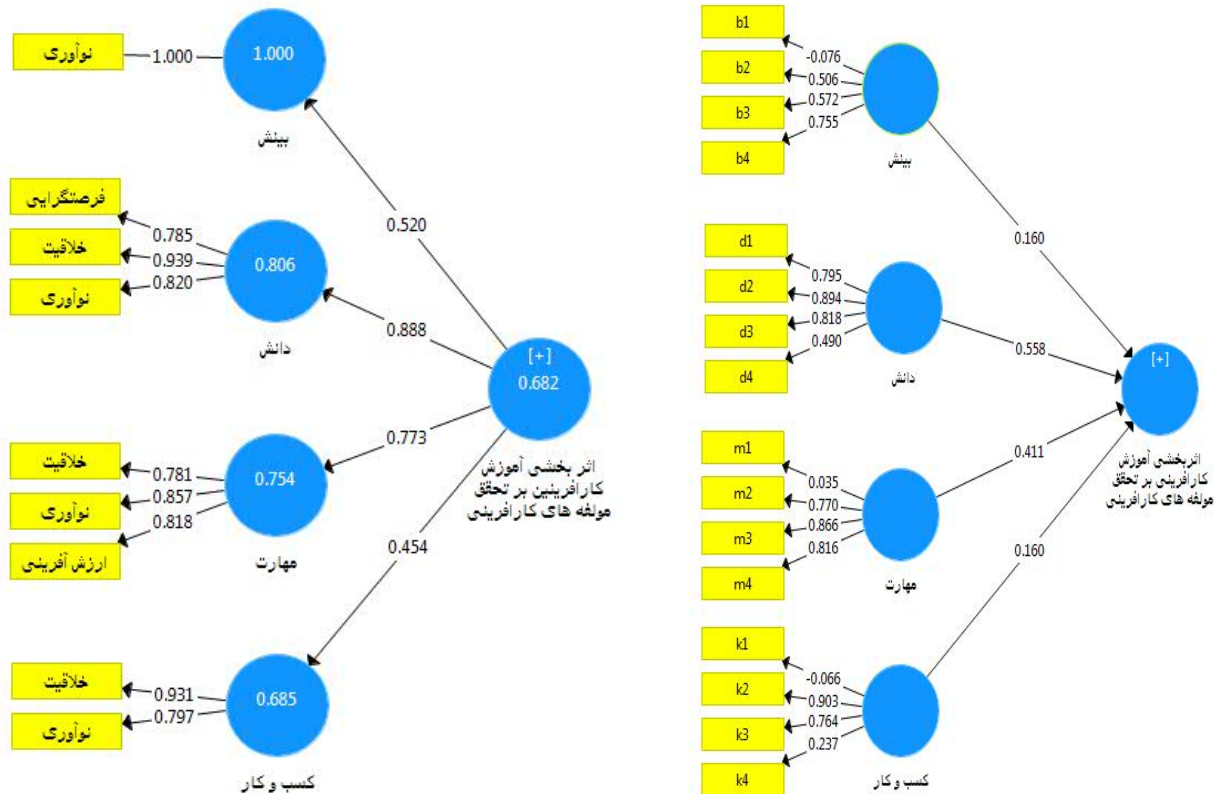 نوآوری
1.000
1.000
بینش
0.520
فرصتگرایی
خلاقیت
نوآوری
0.785
0.939
0.820
0.806
دانش
0.888
[+]
0.682
اثر بخشی آموزش
کارافرینین بر تحقق
مولفه های کارافرینی
0.773
خلاقیت
نوآوری
ارزش آفرینی
0.781
0.857
0.818
0.754
مهارت
0.454
خلاقیت
نوآوری
0.931
0.797
0.685
کسب و کار
b1
b2
b3
b4
-0.076
0.506
0.572
0.755
بینش
0.160
d1
d2
d3
d4
0.795
0.894
0.818
0.490
دانش
0.558
[+]
اثربخشی آموزش
کارافرینی بر تحقق
مولفه های کارافرینی
m1
m2
m3
m4
0.035
0.770
0.866
0.816
مهارت
0.411
k1
k2
k3
k4
-0.066
0.903
0.764
0.237
کسب و کار
0.160